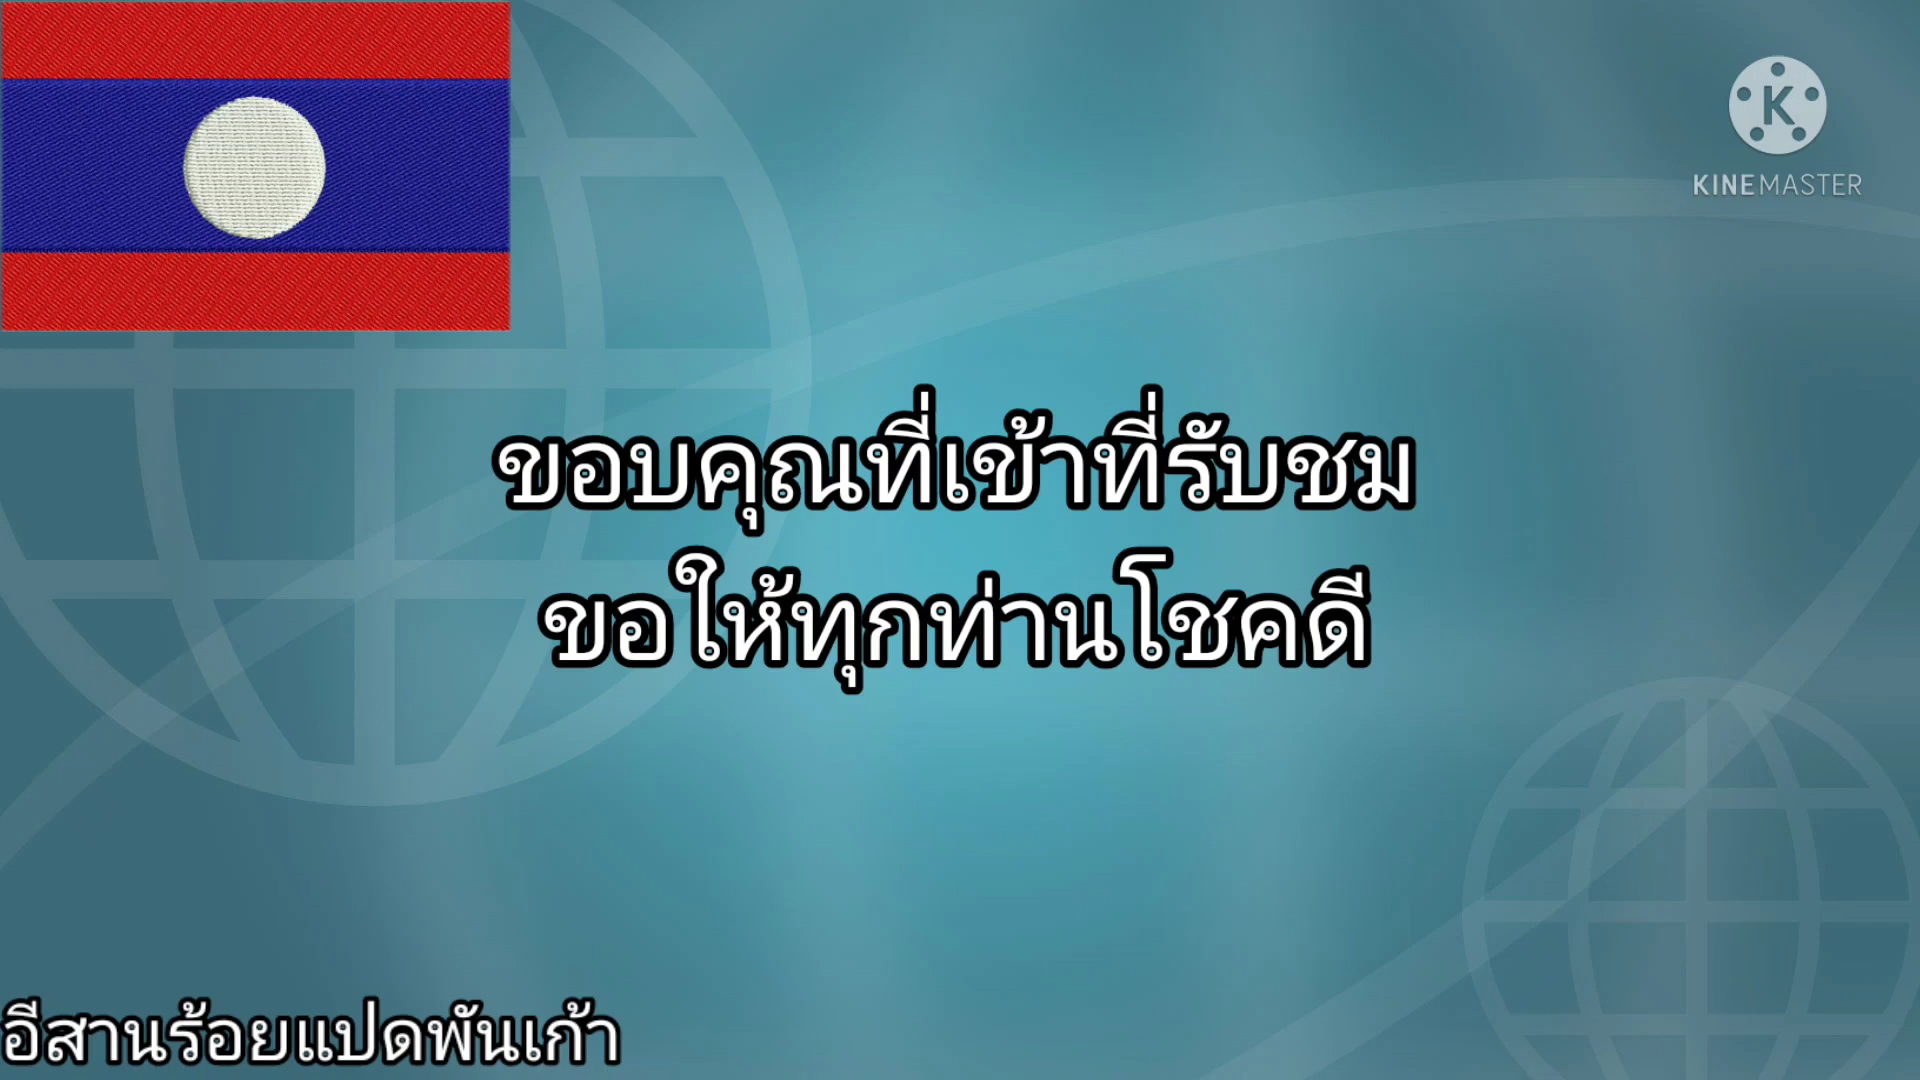 K
KINEMASTER
ขอบคุณที่เข้าที่รับชม
ขอให้ทุกท่านโชคดี
อีสานร้อยแปดพันเก้า